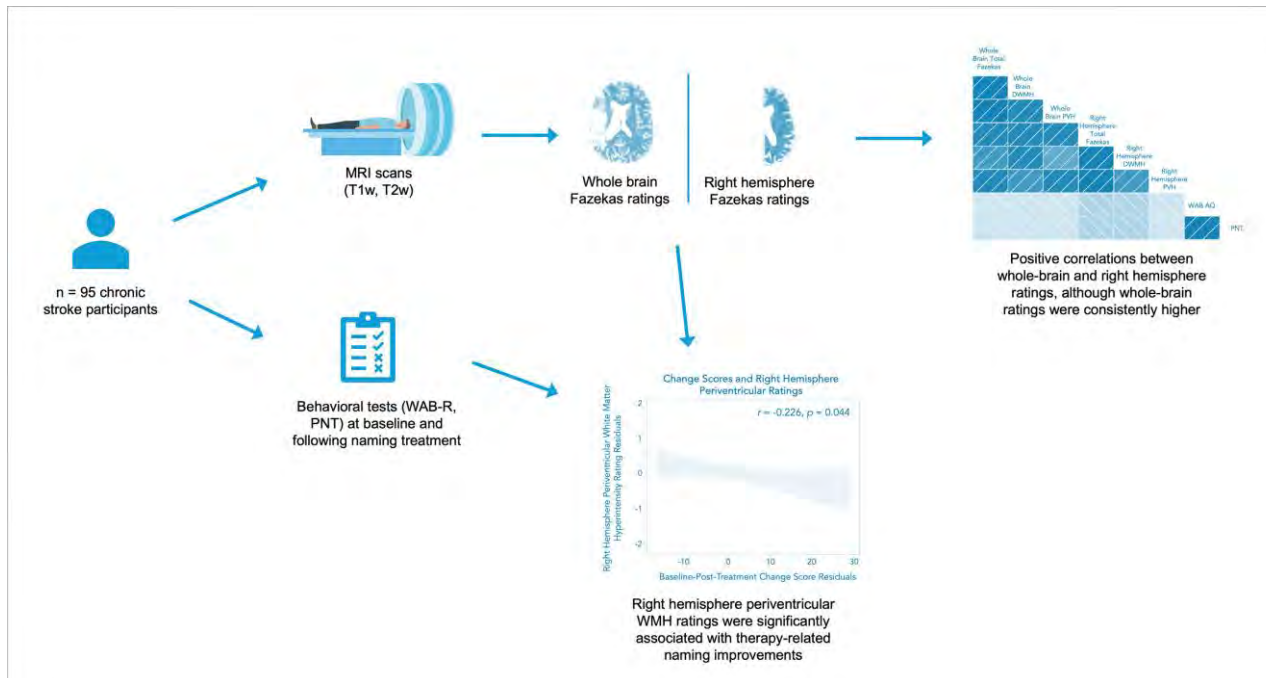 MRI scans
(T1w, T2w)
Whole brain
Fazekas ratings
Right hemisphere
Fazekas ratings
Whole
Brain Total
Fazekas
Whole
Brain
DWMH
Whole
Brain PVH
Right
Hemisphere
Total
Fazekas
Right
Hemisphere
DWMH
Right
Hemisphere
PVH
WAB AQ
PNT
Positive correlations between
whole-brain and right hemisphere
ratings, although whole-brain
ratings were consistently higher
n = 95 chronic
stroke participants
Behavioral tests (WAB-R,
PNT) at baseline and
following naming treatment
Change Scores and Right Hemisphere
Periventricular Ratings
r = -0.226, p = 0.044
Right Hemisphere Periventricular White Matter
Hyperintensity Rating Residuals
2
1
0
-1
-2
-10 0 10 20 30
Baseline-Post-Treatment Change Score Residuals
Right hemisphere periventricular
WMH ratings were significantly
associated with therapy-related
naming improvements